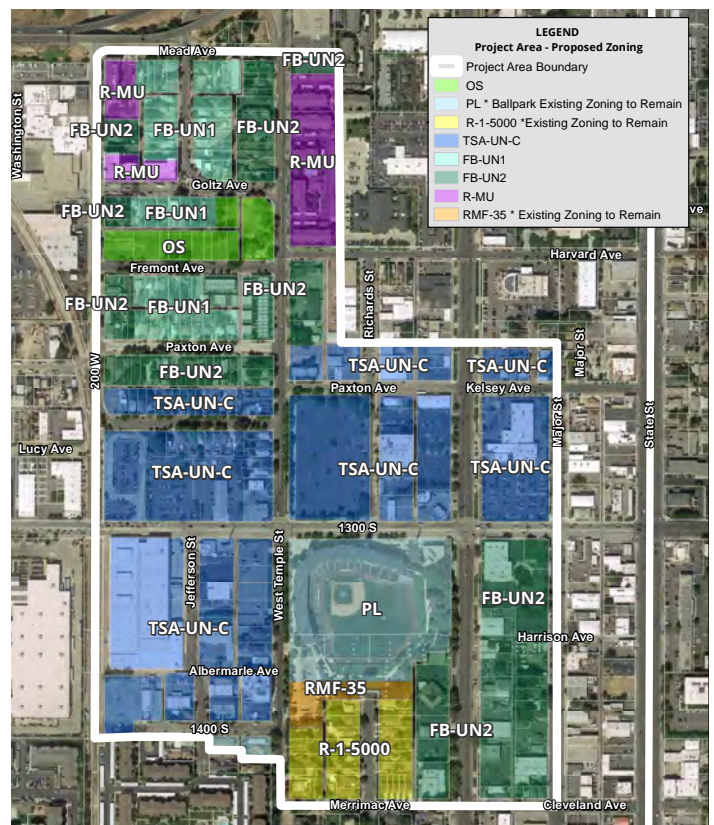 LEGEND
Project Area - Proposed Zoning
Project Area Boundary
OS
PL * Ballpark Existing Zoning to Remain
R-1-5000 *Existing Zoning to Remain
TSA-UN-C
FB-UN1
FB-UN2
R-MU
RMF-35 * Existing Zoning to Remain
Mead Ave
FB-UN2
R-MU
Washington St
FB-UN2
FB-UN1
FB-UN2
R-MU
R-MU
Goltz Ave
ve
FB-UN2
FB-UN1
OS
Fremont Ave
Harvard Ave
FB-UN2
FB-UN2
FB-UN1
Richards St
Paxton Ave
Major St
FB-UN2
TSA-UN-C
TSA-UN-C
200 W
Paxton Ave
Kelsey Ave
TSA-UN-C
Major St
State St
Lucy Ave
TSA-UN-C
TSA-UN-C
TSA-UN-C
1300 S
Jefferson St
West Temple St
FB-UN2
PL
TSA-UN-C
Harrison Ave
Albermarle Ave
RMF-35
1400 S
FB-UN2
R-1-5000
Merrimac Ave
Cleveland Ave